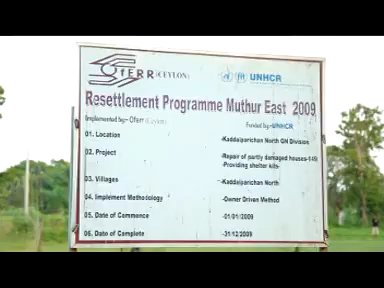 OfERR (CEYLON)
UNHCR
Resettlement Programme Muthur East 2009
Implemented by:- Oferr (Ceylon)
Funded by:- UNHCR
01. Location -Kaddaiparichan North GN Division
02. Project -Repair of partly damaged houses-
-Providing shelter kits-
03. Villages -Kaddaiparichan North
04. Implement Methodology -Owner Driven Method
05. Date of Commence -01/01/2009
06. Date of Complete -31/12/2009